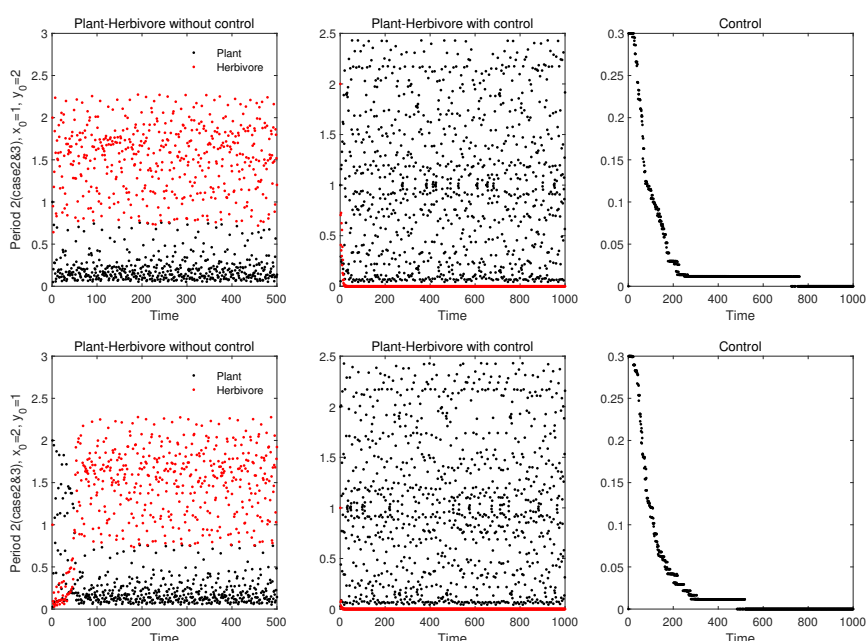 Plant-Herbivore without control
Plant-Herbivore with control
Control
Period 2(case2&3), x₀=1, y₀=2
3
2.5
2
1.5
1
0.5
0
Plant
Herbivore
0 100 200 300 400 500
Time
2.5
2
1.5
1
0.5
0
0 200 400 600 800 1000
Time
0.3
0.25
0.2
0.15
0.1
0.05
0
0 200 400 600 800 1000
Time
Plant-Herbivore without control
Plant-Herbivore with control
Control
Period 2(case2&3), x₀=2, y₀=1
3
2.5
2
1.5
1
0.5
0
Plant
Herbivore
0 100 200 300 400 500
Time
2.5
2
1.5
1
0.5
0
0 200 400 600 800 1000
Time
0.3
0.25
0.2
0.15
0.1
0.05
0
0 200 400 600 800 1000
Time